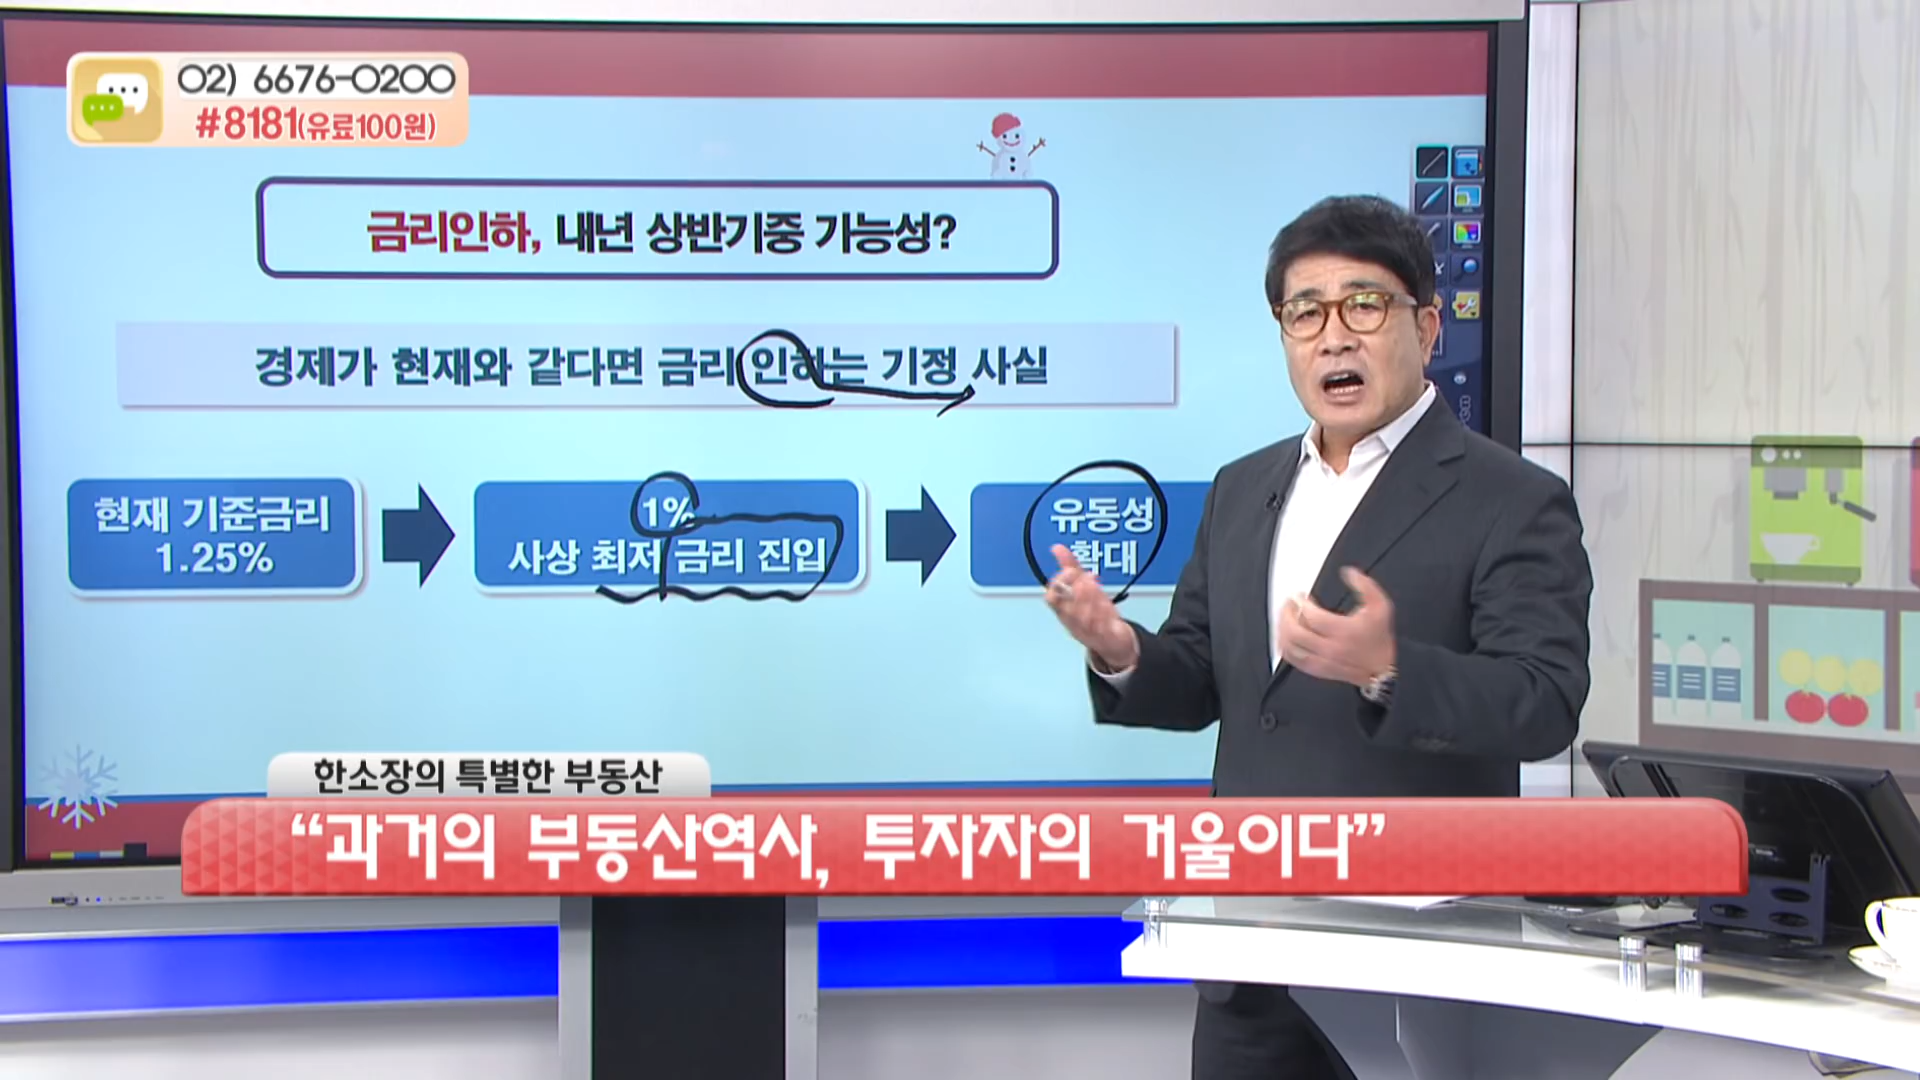 02) 6676-0200
#8181(유료100원)
금리인하, 내년 상반기중 가능성?
경제가 현재와 같다면 금리 인하는 기정 사실
현재 기준금리
1.25%
1%
사상 최저 금리 진입
유동성
확대
한소장의 특별한 부동산
“과거의 부동산역사, 투자자의 거울이다”